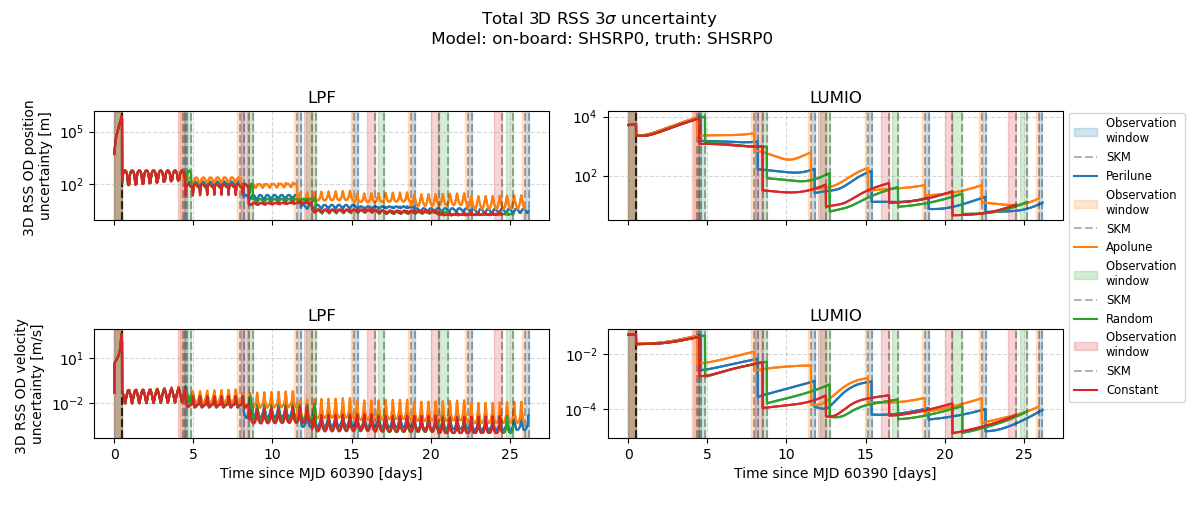 Total 3D RSS 3σ uncertainty
Model: on-board: SHSRP0, truth: SHSRP0
LPF
LUMIO
3D RSS OD position
uncertainty [m]
10^5
10^2
10^4
10^2
Observation
window
SKM
Perilune
Observation
window
SKM
Apolune
Observation
window
SKM
Random
Observation
window
SKM
Constant
LPF
LUMIO
3D RSS OD velocity
uncertainty [m/s]
10^1
10^−2
10^−2
10^−4
0 5 10 15 20 25
0 5 10 15 20 25
Time since MJD 60390 [days]
Time since MJD 60390 [days]